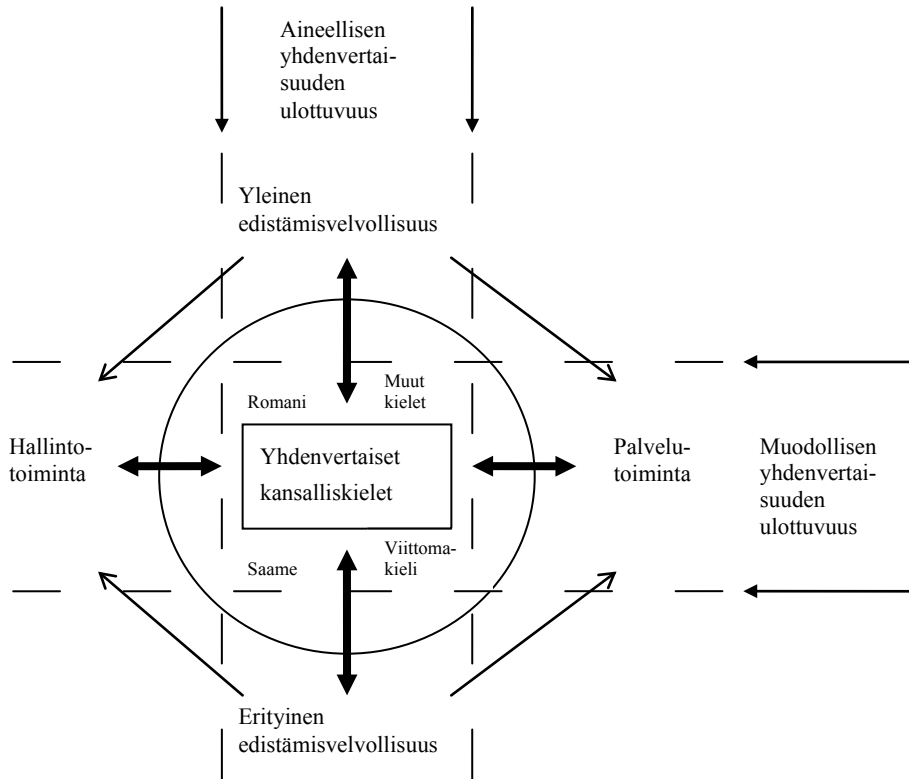 Aineellisen
yhdenvertai-
suuden
ulottuvuus
Yleinen
edistämisvelvollisuus
Romani
Muut
kielet
Hallinto-
toiminta
Yhdenvertaiset
kansalliskielet
Palvelu-
toiminta
Muodollisen
yhdenvertai-
suuden
ulottuvuus
Saame
Viittoma-
kieli
Erityinen
edistämisvelvollisuus